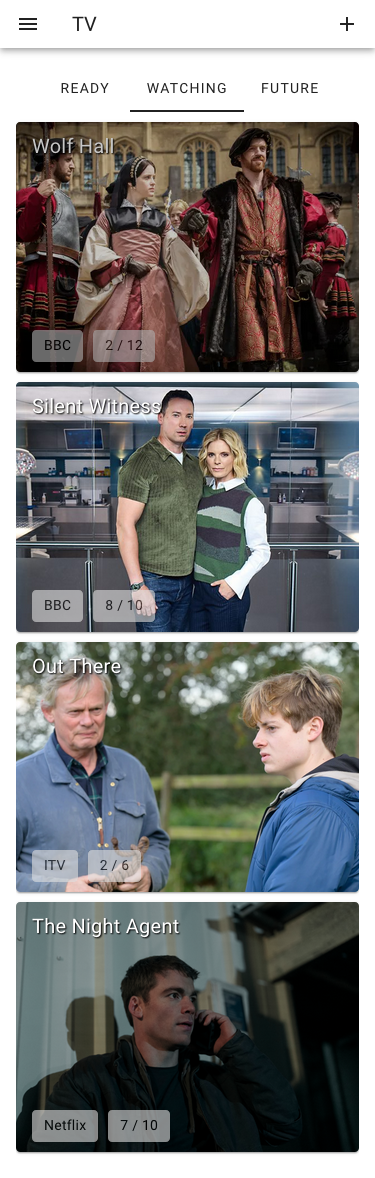 TV
READY WATCHING FUTURE
Wolf Hall
BBC 2 / 12
Silent Witness
BBC 8 / 10
Out There
ITV 2 / 6
The Night Agent
Netflix 7 / 10